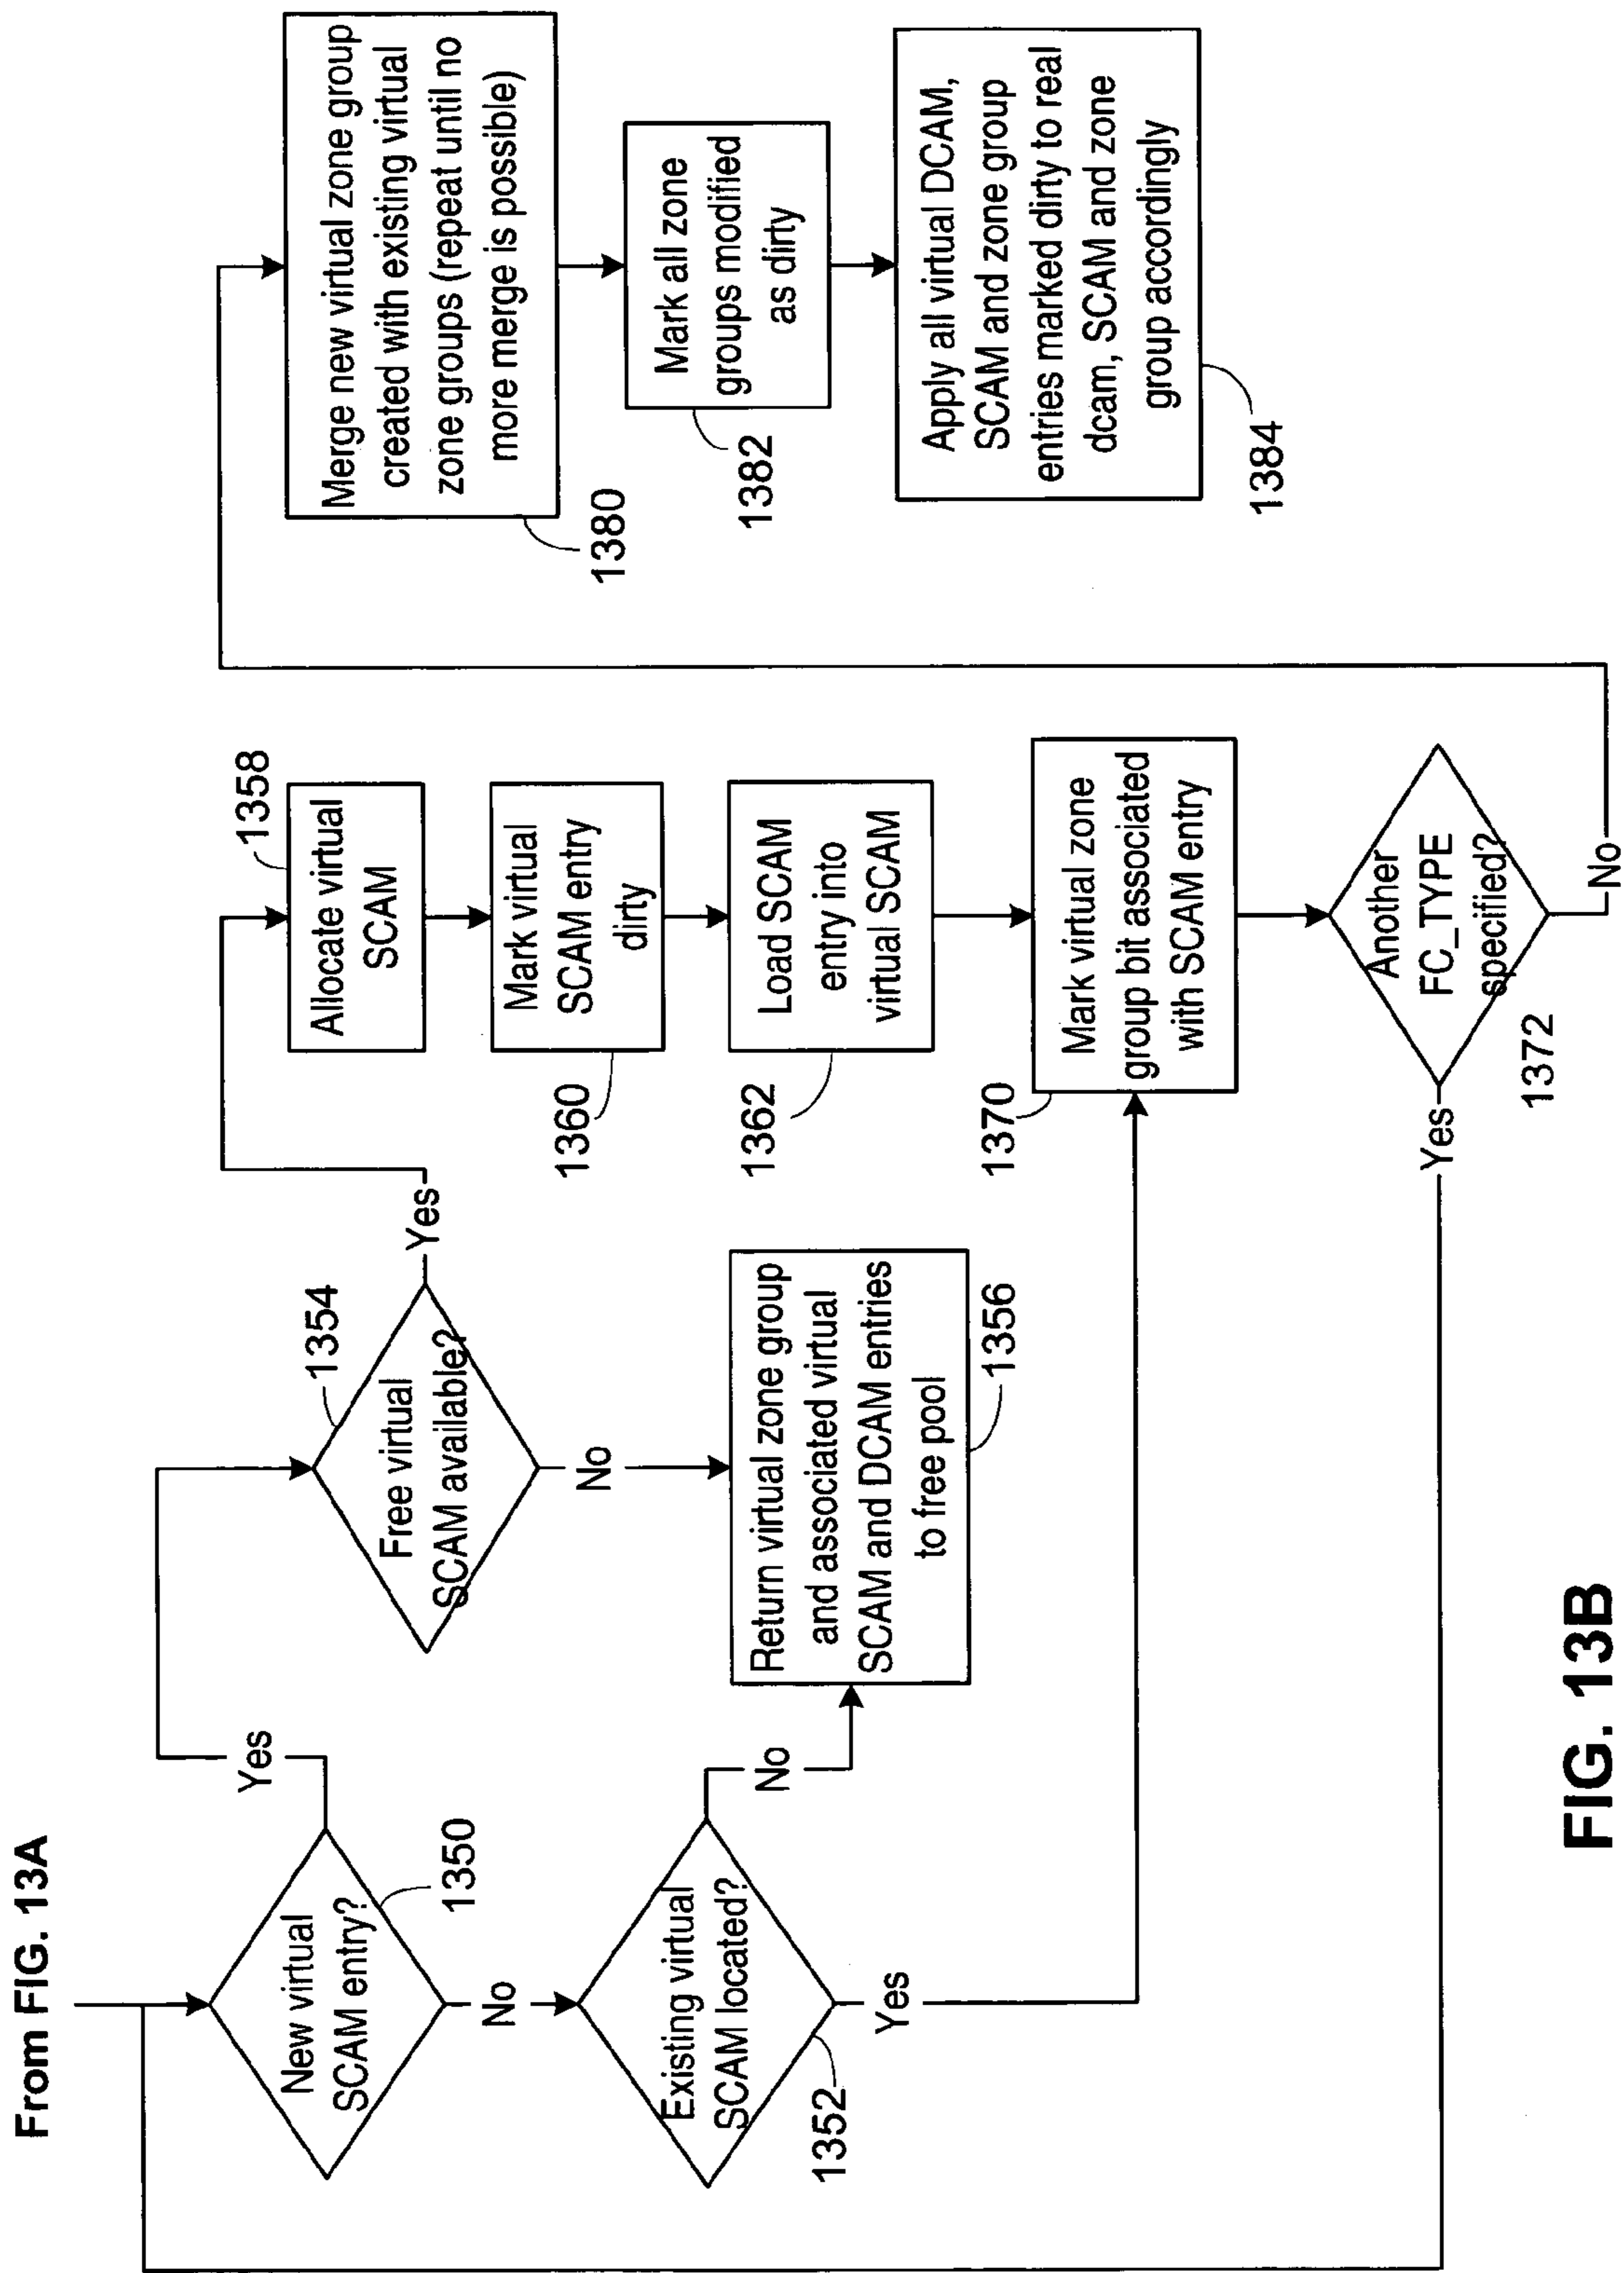 From FIG. 13A
New virtual
SCAM entry?
1350
Yes
No
Existing virtual
SCAM located?
1352
No
Yes
Free virtual
SCAM available?
1354
Yes
No
Return virtual zone group
and associated virtual
SCAM and DCAM entries
to free pool
1356
Allocate virtual
SCAM
1358
Mark virtual
SCAM entry
dirty
1360
Load SCAM
entry into
virtual SCAM
1362
Mark virtual zone
group bit associated
with SCAM entry
1370
Another
FC_TYPE
specified?
1372
Yes
No
Merge new virtual zone group
created with existing virtual
zone groups (repeat until no
more merge is possible)
1380
Mark all zone
groups modified
as dirty
1382
Apply all virtual DCAM,
SCAM and zone group
entries marked dirty to real
dcam, SCAM and zone
group accordingly
1384
FIG. 13B